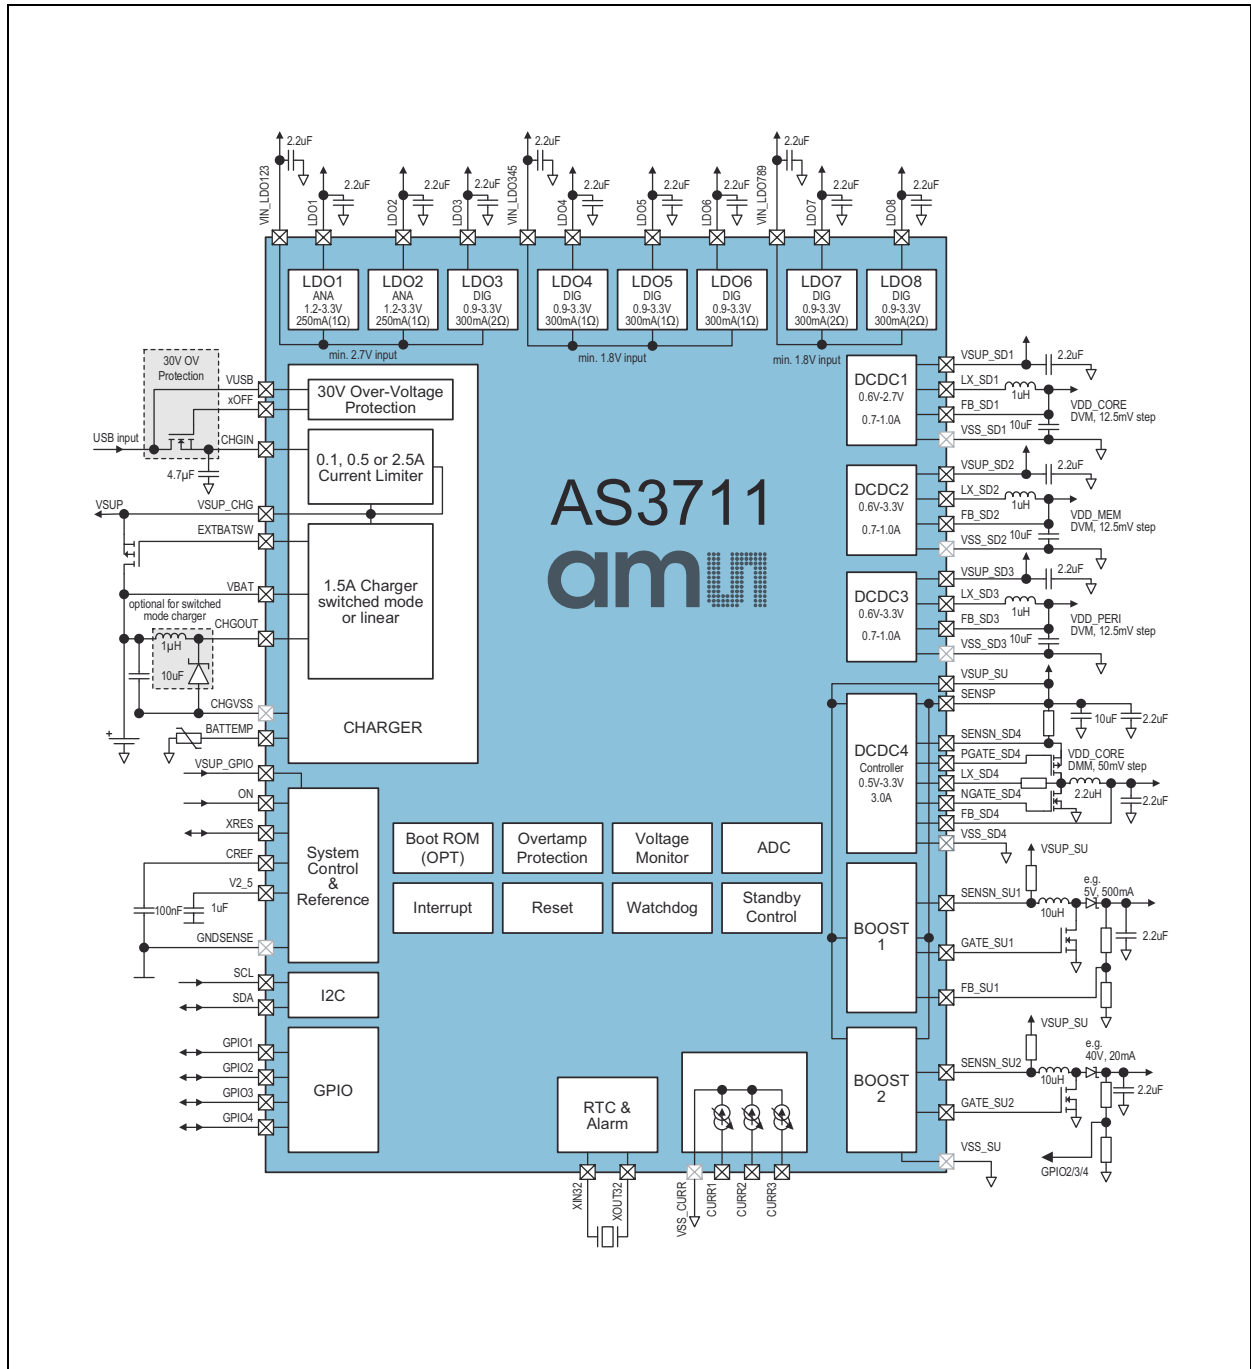 2.2uF
2.2uF
2.2uF
VIN_LDO123
LDO1
2.2uF
LDO2
2.2uF
LDO3
2.2uF
VIN_LDO345
LDO4
2.2uF
LDO5
2.2uF
LDO6
2.2uF
VIN_LDO789
LDO7
2.2uF
LDO8
2.2uF
LDO1
ANA
1.2-3.3V
250mA(1Ω)
LDO2
ANA
1.2-3.3V
250mA(1Ω)
LDO3
DIG
0.9-3.3V
300mA(2Ω)
LDO4
DIG
0.9-3.3V
300mA(1Ω)
LDO5
DIG
0.9-3.3V
300mA(1Ω)
LDO6
DIG
0.9-3.3V
300mA(1Ω)
LDO7
DIG
0.9-3.3V
300mA(2Ω)
LDO8
DIG
0.9-3.3V
300mA(2Ω)
min. 2.7V input
min. 1.8V input
min. 1.8V input
30V OV
Protection
VUSB
xOFF
USB input
CHGIN
4.7µF
VSUP
VSUP_CHG
EXTBATSW
VBAT
optional for switched
mode charger
CHGOUT
1µH
10uF
CHGVSS
+
BATTEMP
30V Over-Voltage
Protection
0.1, 0.5 or 2.5A
Current Limiter
1.5A Charger
switched mode
or linear
CHARGER
AS3711
am
VSUP_GPIO
ON
XRES
CREF
V2_5
100nF
1uF
GNDSENSE
SCL
SDA
GPIO1
GPIO2
GPIO3
GPIO4
System
Control
&
Reference
I2C
GPIO
Boot ROM
(OPT)
Overtamp
Protection
Voltage
Monitor
ADC
Interrupt
Reset
Watchdog
Standby
Control
RTC &
Alarm
XIN32
XOUT32
VSS_CURR
CURR1
CURR2
CURR3
DCDC1
0.6V-2.7V
0.7-1.0A
VSUP_SD1
2.2uF
LX_SD1
1uH
FB_SD1
10uF
VSS_SD1
VDD_CORE
DVM, 12.5mV step
DCDC2
0.6V-3.3V
0.7-1.0A
VSUP_SD2
2.2uF
LX_SD2
1uH
FB_SD2
10uF
VSS_SD2
VDD_MEM
DVM, 12.5mV step
DCDC3
0.6V-3.3V
0.7-1.0A
VSUP_SD3
2.2uF
LX_SD3
1uH
FB_SD3
10uF
VSS_SD3
VDD_PERI
DVM, 12.5mV step
DCDC4
Controller
0.5V-3.3V
3.0A
VSUP_SU
SENSP
10uF
2.2uF
SENSN_SD4
PGATE_SD4
VDD_CORE
DMM, 50mV step
LX_SD4
2.2uH
NGATE_SD4
2.2uF
FB_SD4
VSS_SD4
BOOST
1
VSUP_SU
SENSN_SU1
10uH
e.g.
5V, 500mA
2.2uF
GATE_SU1
FB_SU1
BOOST
2
VSUP_SU
SENSN_SU2
10uH
e.g.
40V, 20mA
2.2uF
GATE_SU2
VSS_SU
GPIO2/3/4